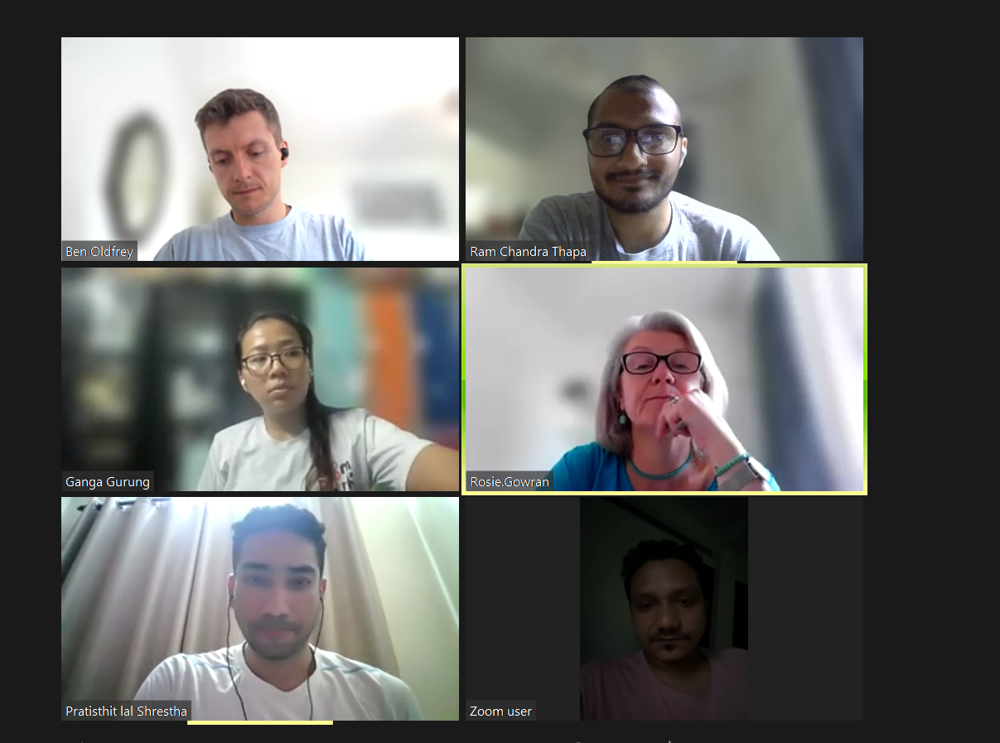 Ben Oldfrey
Ram Chandra Thapa
Ganga Gurung
Rosie.Gowran
Pratisthit lal Shrestha
Zoom user